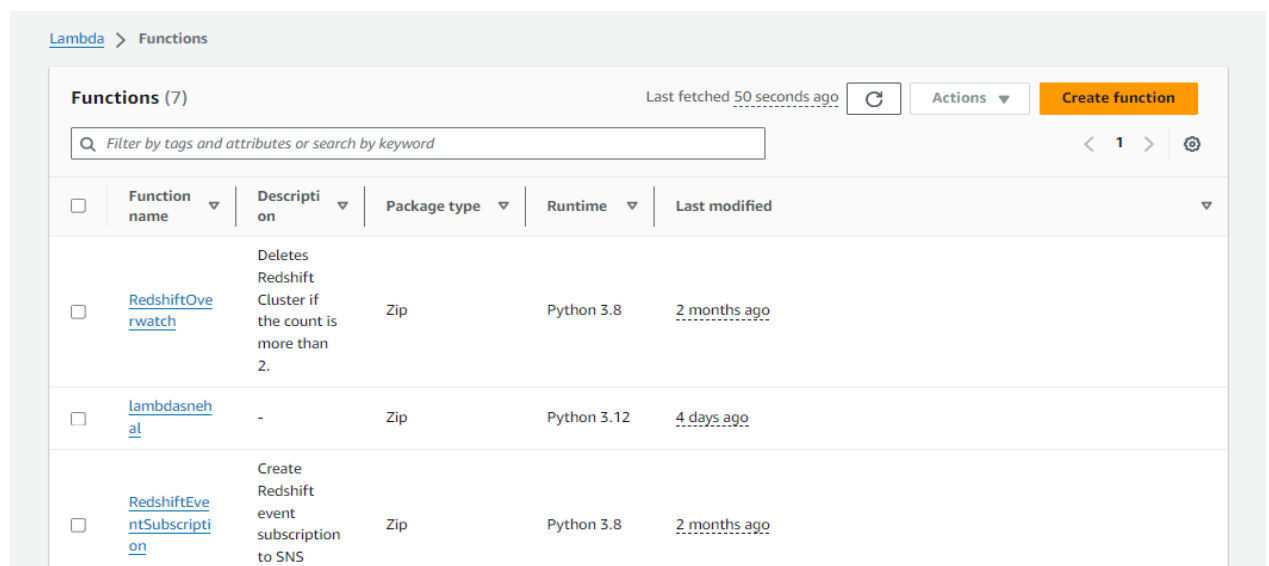 Lambda > Functions
Functions (7)
Last fetched 50 seconds ago
Actions
Create function
Filter by tags and attributes or search by keyword
1
Function
name
Descripti
on
Package type
Runtime
Last modified
Deletes
Redshift
Cluster if
the count is
more than
2.
RedshiftOve
rwatch
Zip
Python 3.8
2 months ago
lambdasneh
al
-
Zip
Python 3.12
4 days ago
Create
Redshift
event
subscription
to SNS
RedshiftEve
ntSubscripti
on
Zip
Python 3.8
2 months ago